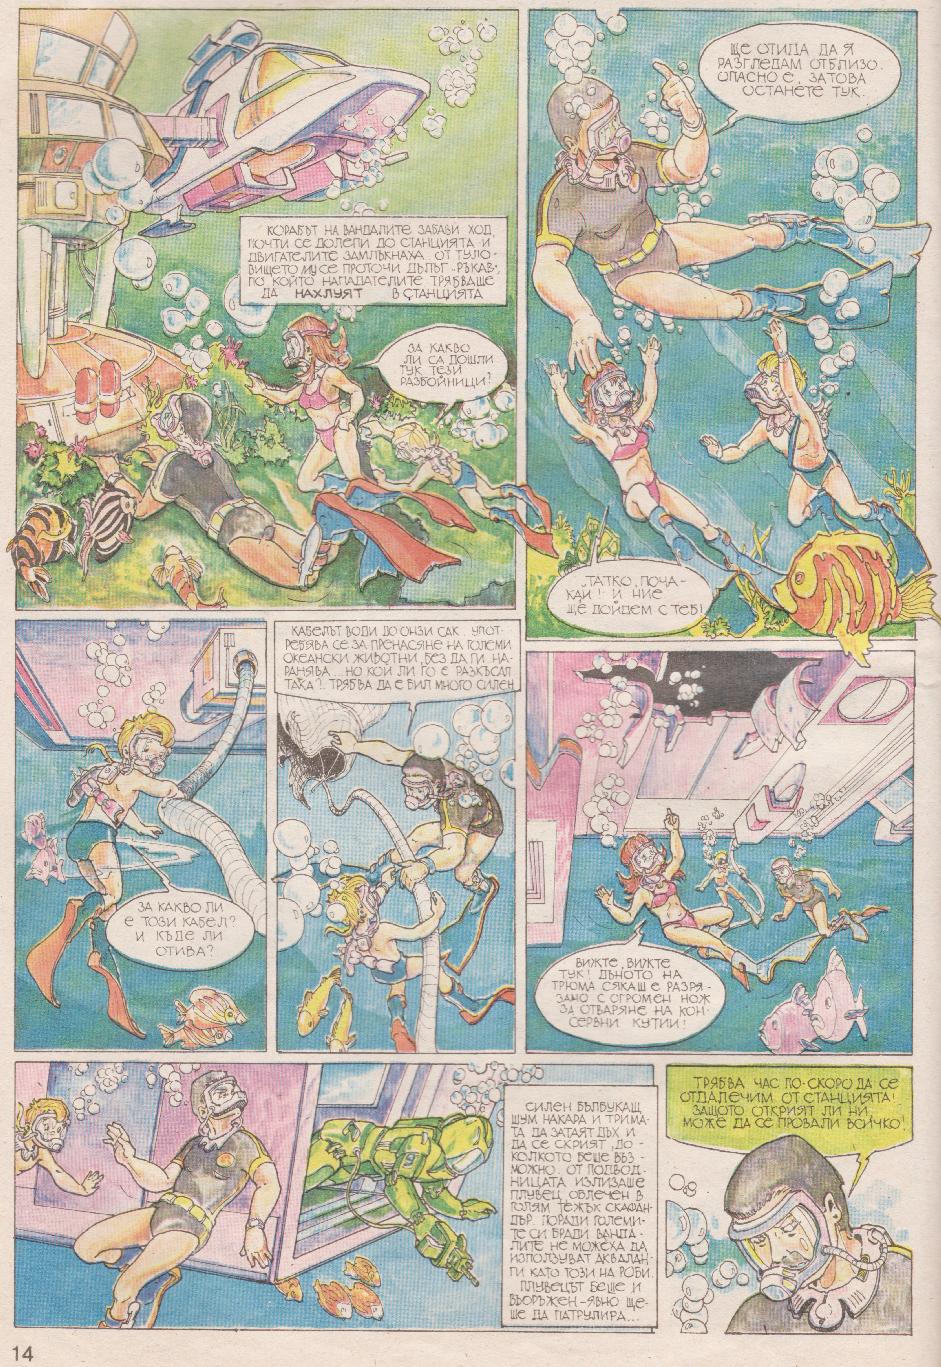 КОРАБЪТ НА ВАНДАЛИТЕ ЗАБАВИ ХОД,
ПОЧТИ СЕ ДОЛЕПИ ДО СТАНЦИЯТА И
ДВИГАТЕЛИТЕ ЗАМЛЪКНАХА. ОТ ТУЛО-
ВИЩЕТО МУ СЕ ПРОТОЧИ ДЪЛЪГ „РЪКАВ”,
ПО КОЙТО НАПАДАТЕЛИТЕ ТРЯБВАШЕ
ДА НАХЛУЯТ В СТАНЦИЯТА
ЗА КАКВО
ЛИ СА ДОШЛИ
ТУК ТЕЗИ
РАЗБОЙНИЦИ?
ЩЕ ОТИДА ДА Я
РАЗГЛЕДАМ ОТБЛИЗО.
ОПАСНО Е, ЗАТОВА
ОСТАНЕТЕ ТУК.
ТАТКО, ПОЧА-
КАЙ! И НИЕ
ЩЕ ДОЙДЕМ С ТЕБ!
ЗА КАКВО ЛИ
Е ТОЗИ КАБЕЛ?
И КЪДЕ ЛИ
ОТИВА?
КАБЕЛЪТ ВОДИ ДО ОНЗИ САК. УПОТ-
РЕБЯВА СЕ ЗА ПРЕНАСЯНЕ НА ГОЛЕМИ
ОКЕАНСКИ ЖИВОТНИ, БЕЗ ДА ГИ НА-
РАНЯВА... НО КОЙ ЛИ ГО Е РАЗКЪСАЛ
ТАКА?. ТРЯБВА ДА Е БИЛ МНОГО СИЛЕН
ВИЖТЕ, ВИЖТЕ
ТУК! ДЪНОТО НА
ТРЮМА СЯКАШ Е РАЗРЯ-
ЗАНО С ОГРОМЕН НОЖ
ЗА ОТВАРЯНЕ НА КОН-
СЕРВНИ КУТИИ!
СИЛЕН БЪЛБУКАЩ
ШУМ НАКАРА И ТРИМА-
ТА ДА ЗАТАЯТ ДЪХ И
ДА СЕ СКРИЯТ ДО-
КОЛКОТО БЕШЕ ВЪЗ-
МОЖНО. ОТ ПОДВОД-
НИЦАТА ИЗЛИЗАШЕ
ПЛУВЕЦ, ОБЛЕЧЕН В
ГОЛЯМ ТЕЖЪК СКАФАН-
ДЪР. ПОРАДИ ГОЛЕМИ-
ТЕ СИ БРАДИ ВАНДА-
ЛИТЕ НЕ МОЖЕХА ДА
ИЗПОЛЗУВАТ АКВАЛАН-
ГИ КАТО ТОЗИ НА РОБИ.
ПЛУВЕЦЪТ БЕШЕ И
ВЪОРЪЖЕН - ЯВНО ЩЕ-
ШЕ ДА ПАТРУЛИРА...
ТРЯБВА ЧАС ПО-СКОРО ДА СЕ
ОТДАЛЕЧИМ ОТ СТАНЦИЯТА!
ЗАЩОТО ОТКРИЯТ ЛИ НИ,
МОЖЕ ДА СЕ ПРОВАЛИ ВСИЧКО!
14